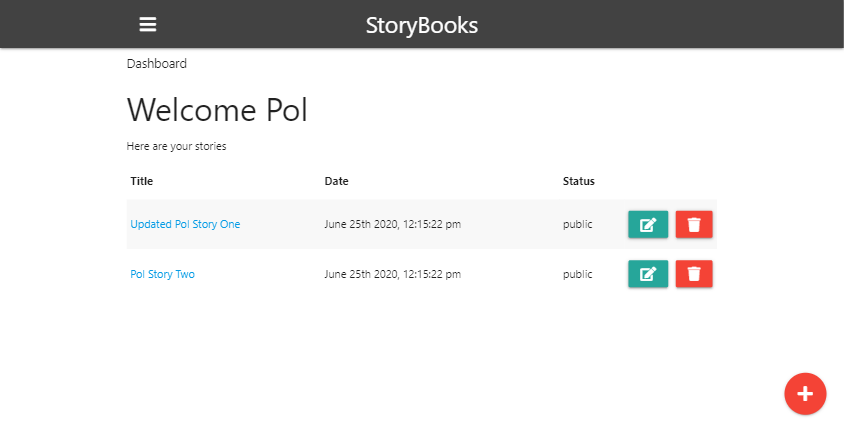 StoryBooks
Dashboard
Welcome Pol
Here are your stories
Title Date Status
Updated Pol Story One June 25th 2020, 12:15:22 pm public
Pol Story Two June 25th 2020, 12:15:22 pm public